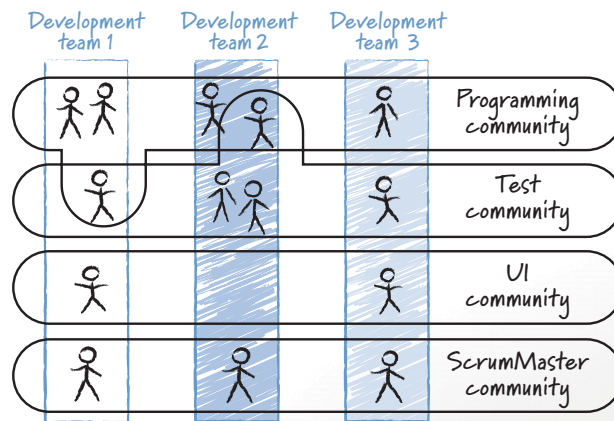 Development
team 1
Development
team 2
Development
team 3
Programming
community
Test
community
UI
community
ScrumMaster
community